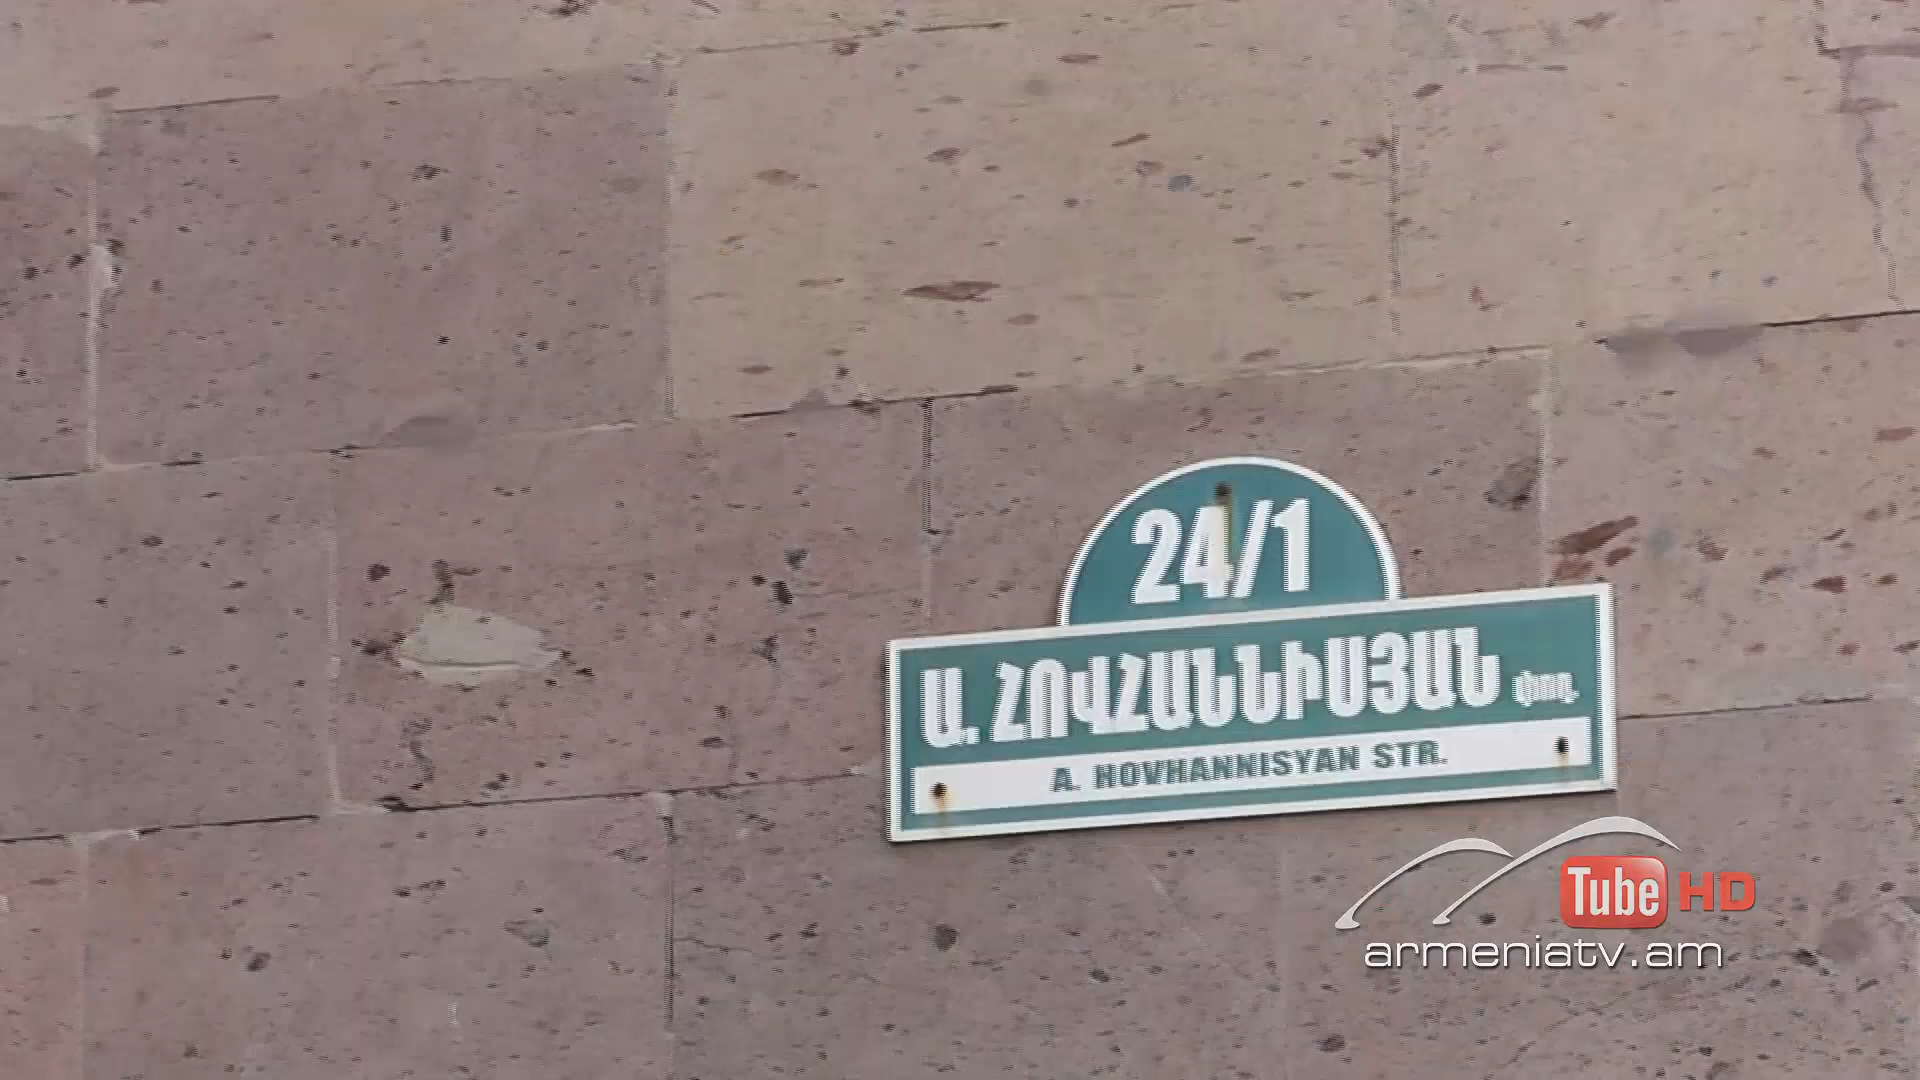 24/1
Ա. ՀՈՎՀԱՆՆԻՍՅԱՆ փող.
A. HOVHANNISYAN STR.
Tube HD
armeniatv.am